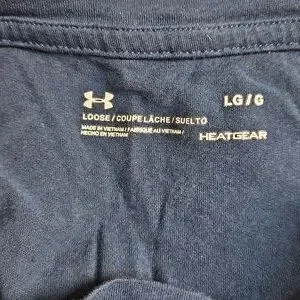 LG/G
LOOSE / COUPE LÂCHE / SUELTO
MADE IN VIETNAM / FABRIQUÉ AU VIETNAM /
HECHO EN VIETNAM
HEATGEAR